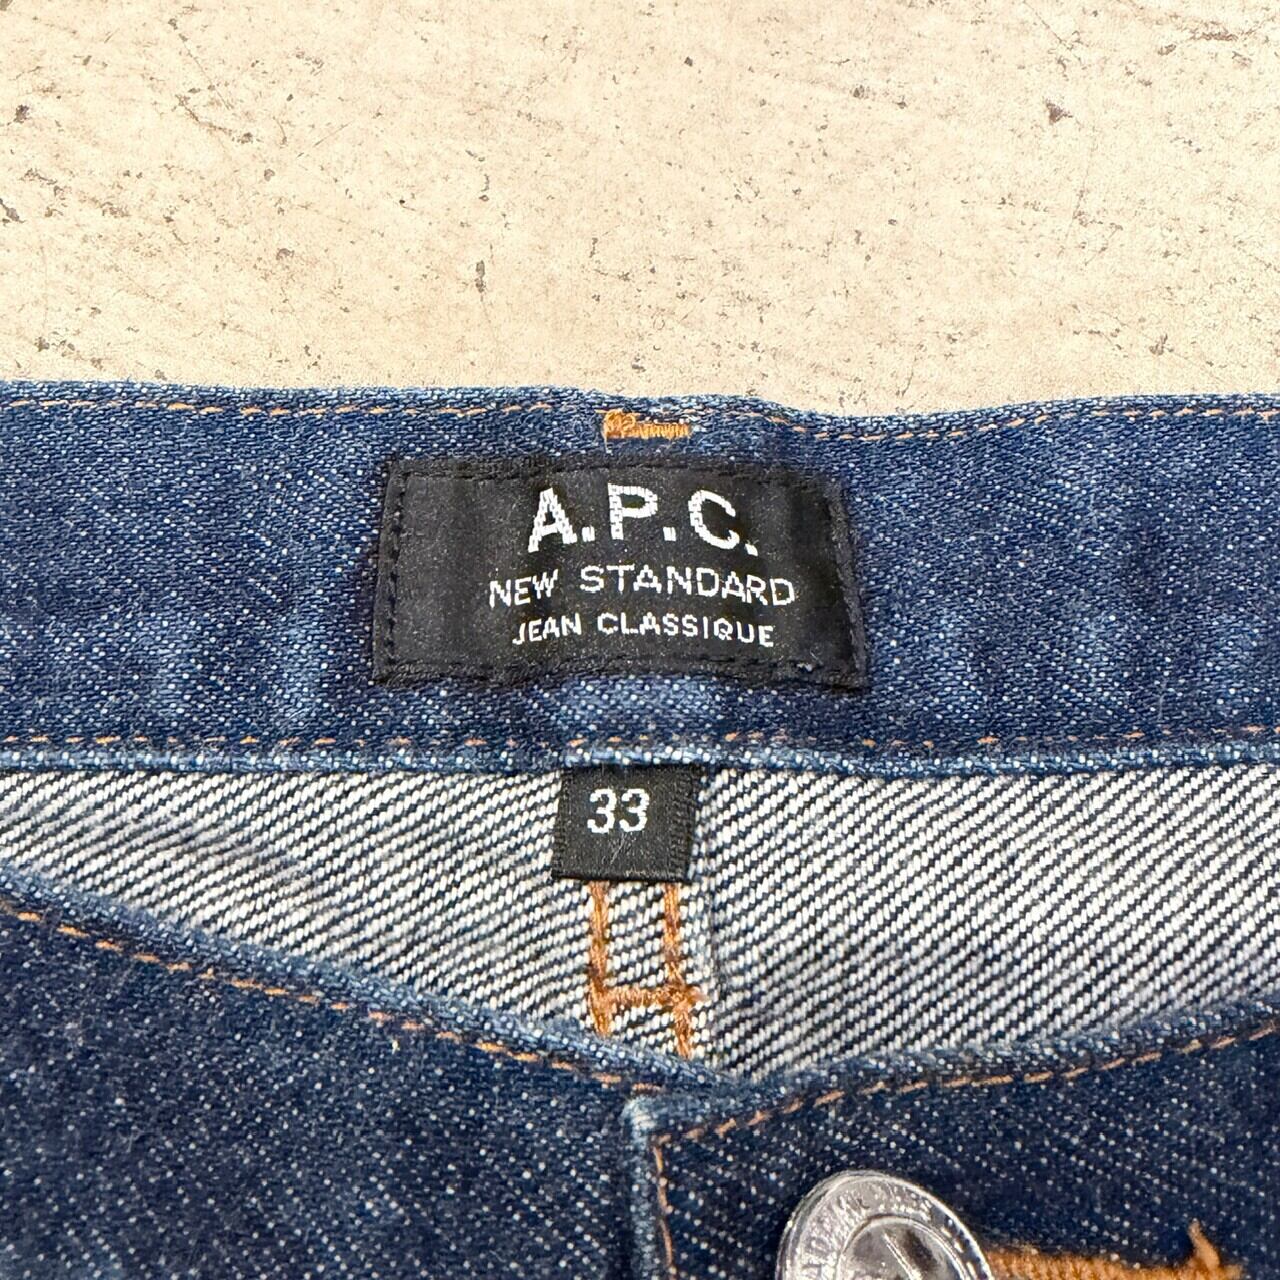 A.P.C.
NEW STANDARD
JEAN CLASSIQUE
33